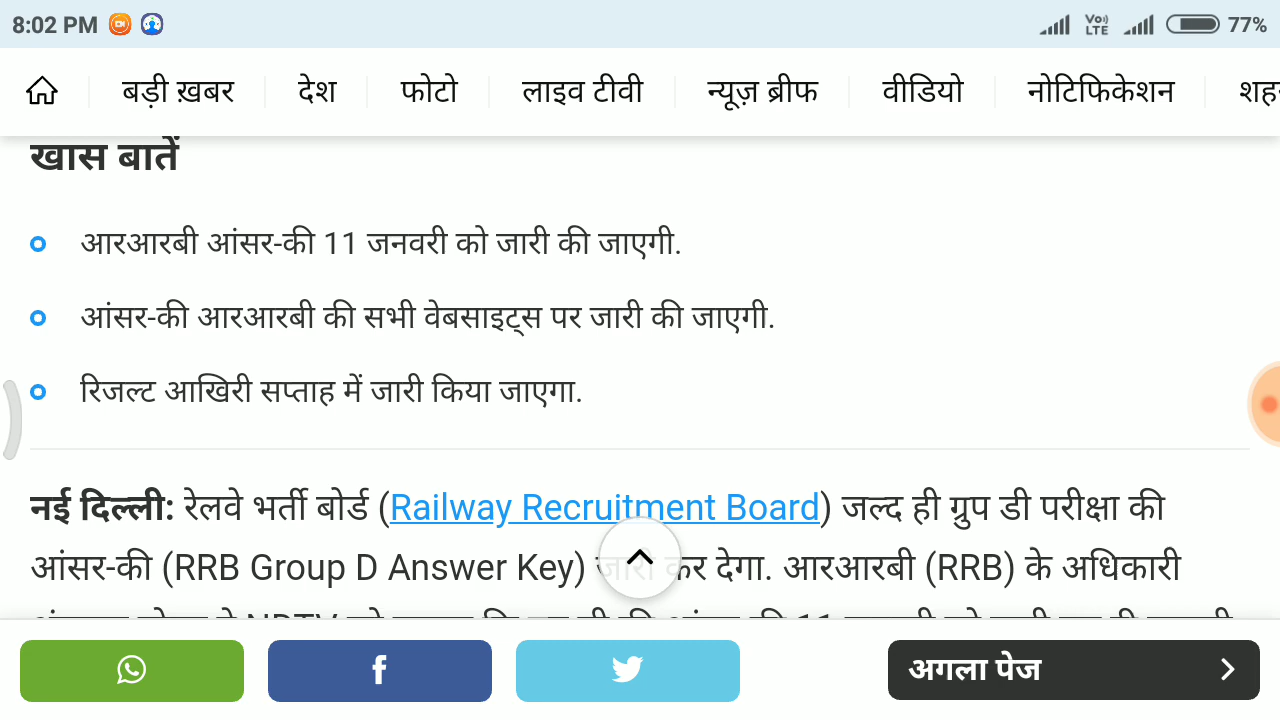 8:02 PM Vo) LTE 77%
बड़ी ख़बर देश फोटो लाइव टीवी न्यूज़ ब्रीफ वीडियो नोटिफिकेशन
खास बातें
आरआरबी आंसर-की 11 जनवरी को जारी की जाएगी.
आंसर-की आरआरबी की सभी वेबसाइट्स पर जारी की जाएगी.
रिजल्ट आखिरी सप्ताह में जारी किया जाएगा.
नई दिल्ली: रेलवे भर्ती बोर्ड (Railway Recruitment Board) जल्द ही ग्रुप डी परीक्षा की
आंसर-की (RRB Group D Answer Key) जारी कर देगा. आरआरबी (RRB) के अधिकारी
अगला पेज